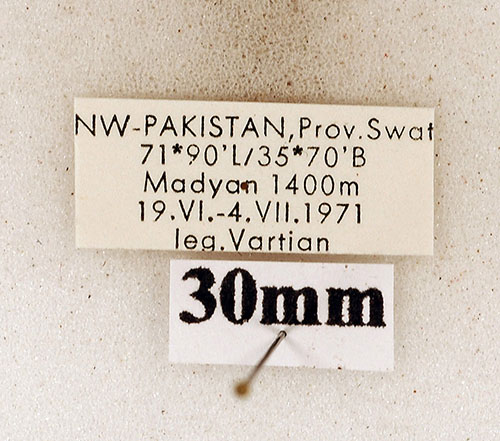 NW-PAKISTAN,Prov.Swat
71*90'L/35*70'B
Madyan 1400m
19.VI.-4.VII.1971
leg.Vartian
30mm